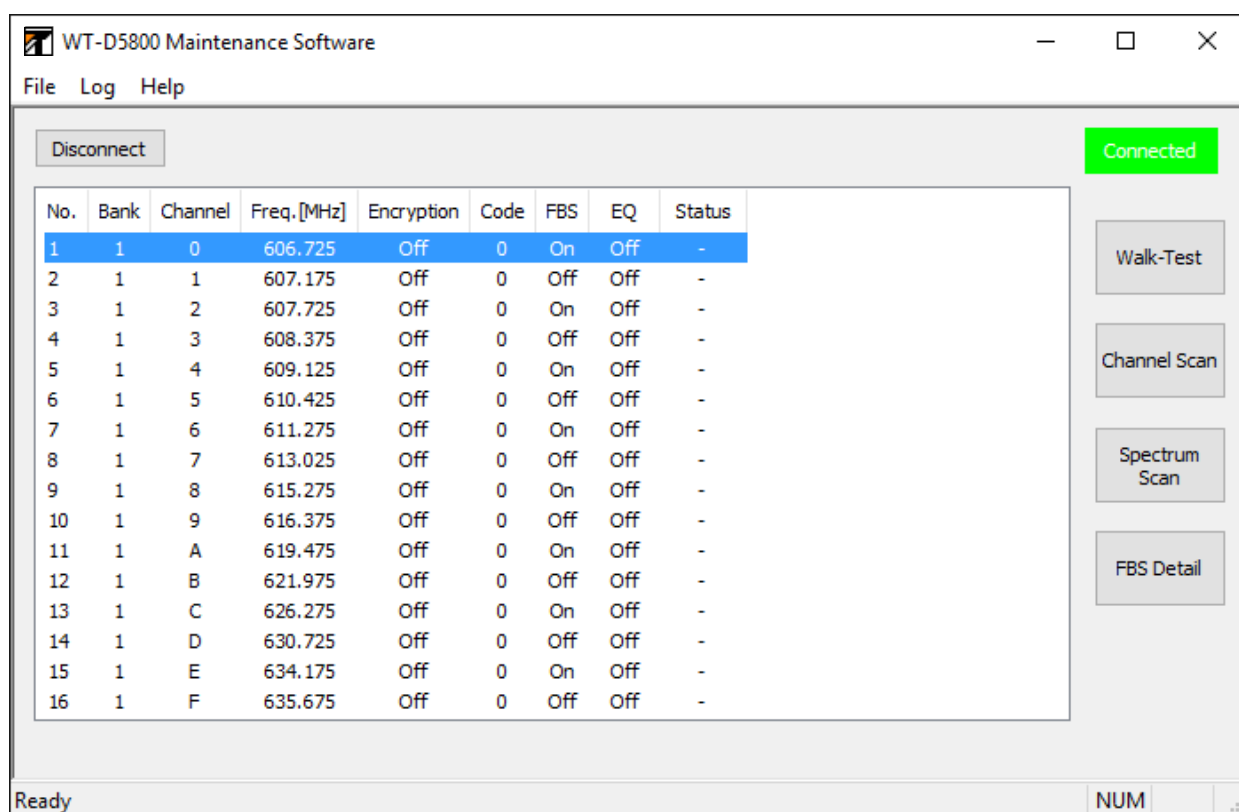 WT-D5800 Maintenance Software
File Log Help
Disconnect
Connected
No. Bank Channel Freq.[MHz] Encryption Code FBS EQ Status
1 1 0 606.725 Off 0 On Off -
2 1 1 607.175 Off 0 Off Off -
3 1 2 607.725 Off 0 On Off -
4 1 3 608.375 Off 0 Off Off -
5 1 4 609.125 Off 0 On Off -
6 1 5 610.425 Off 0 Off Off -
7 1 6 611.275 Off 0 On Off -
8 1 7 613.025 Off 0 Off Off -
9 1 8 615.275 Off 0 On Off -
10 1 9 616.375 Off 0 Off Off -
11 1 A 619.475 Off 0 On Off -
12 1 B 621.975 Off 0 Off Off -
13 1 C 626.275 Off 0 On Off -
14 1 D 630.725 Off 0 Off Off -
15 1 E 634.175 Off 0 On Off -
16 1 F 635.675 Off 0 Off Off -
Walk-Test
Channel Scan
Spectrum
Scan
FBS Detail
Ready
NUM